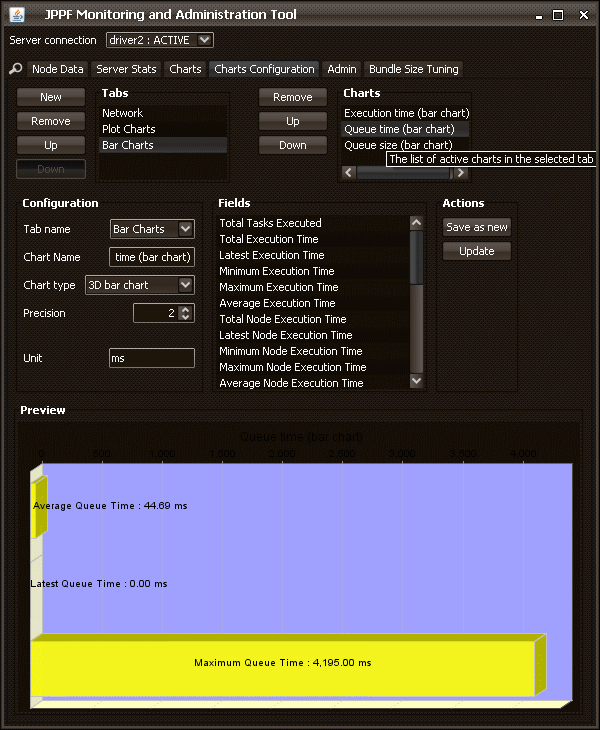 JPPF Monitoring and Administration Tool
Server connection driver2 : ACTIVE
Node Data Server Stats Charts Charts Configuration Admin Bundle Size Tuning
New
Remove
Up
Down
Tabs
Network
Plot Charts
Bar Charts
Remove
Up
Down
Charts
Execution time (bar chart)
Queue time (bar chart)
Queue size (bar chart)
The list of active charts in the selected tab
Configuration
Tab name Bar Charts
Chart Name time (bar chart)
Chart type 3D bar chart
Precision 2
Unit ms
Fields
Total Tasks Executed
Total Execution Time
Latest Execution Time
Minimum Execution Time
Maximum Execution Time
Average Execution Time
Total Node Execution Time
Latest Node Execution Time
Minimum Node Execution Time
Maximum Node Execution Time
Average Node Execution Time
Actions
Save as new
Update
Preview
Queue time (bar chart)
0 500 1,000 1,500 2,000 2,500 3,000 3,500 4,000
Average Queue Time : 44.69 ms
Latest Queue Time : 0.00 ms
Maximum Queue Time : 4,195.00 ms